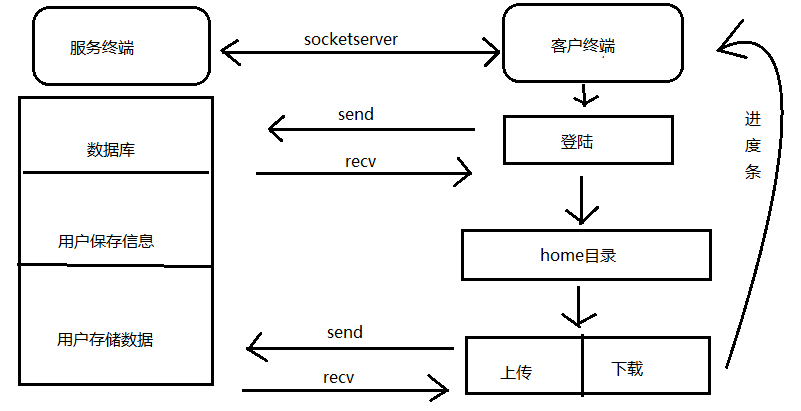 服务终端
socketserver
客户终端
send
数据库
登陆
进度条
recv
用户保存信息
home目录
用户存储数据
send
上传
下载
recv